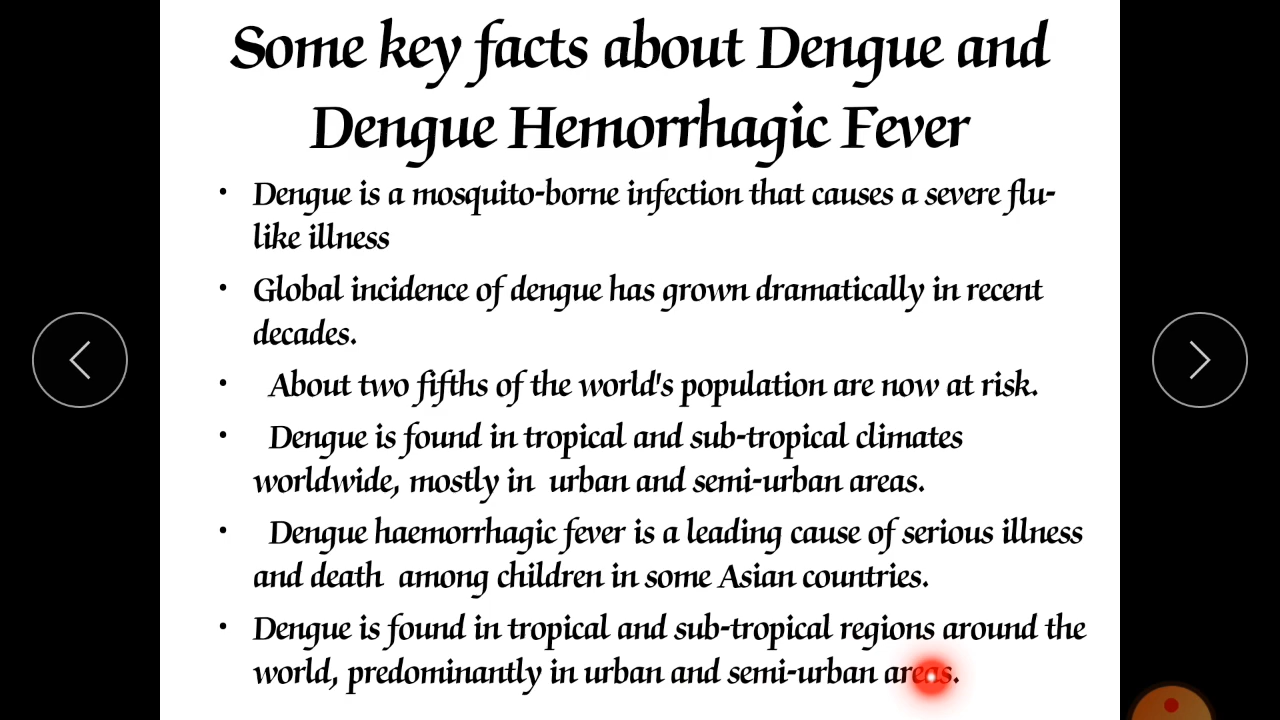 Some key facts about Dengue and
Dengue Hemorrhagic Fever
• Dengue is a mosquito-borne infection that causes a severe flu-
like illness
• Global incidence of dengue has grown dramatically in recent
decades.
• About two fifths of the world's population are now at risk.
• Dengue is found in tropical and sub-tropical climates
worldwide, mostly in urban and semi-urban areas.
• Dengue haemorrhagic fever is a leading cause of serious illness
and death among children in some Asian countries.
• Dengue is found in tropical and sub-tropical regions around the
world, predominantly in urban and semi-urban areas.